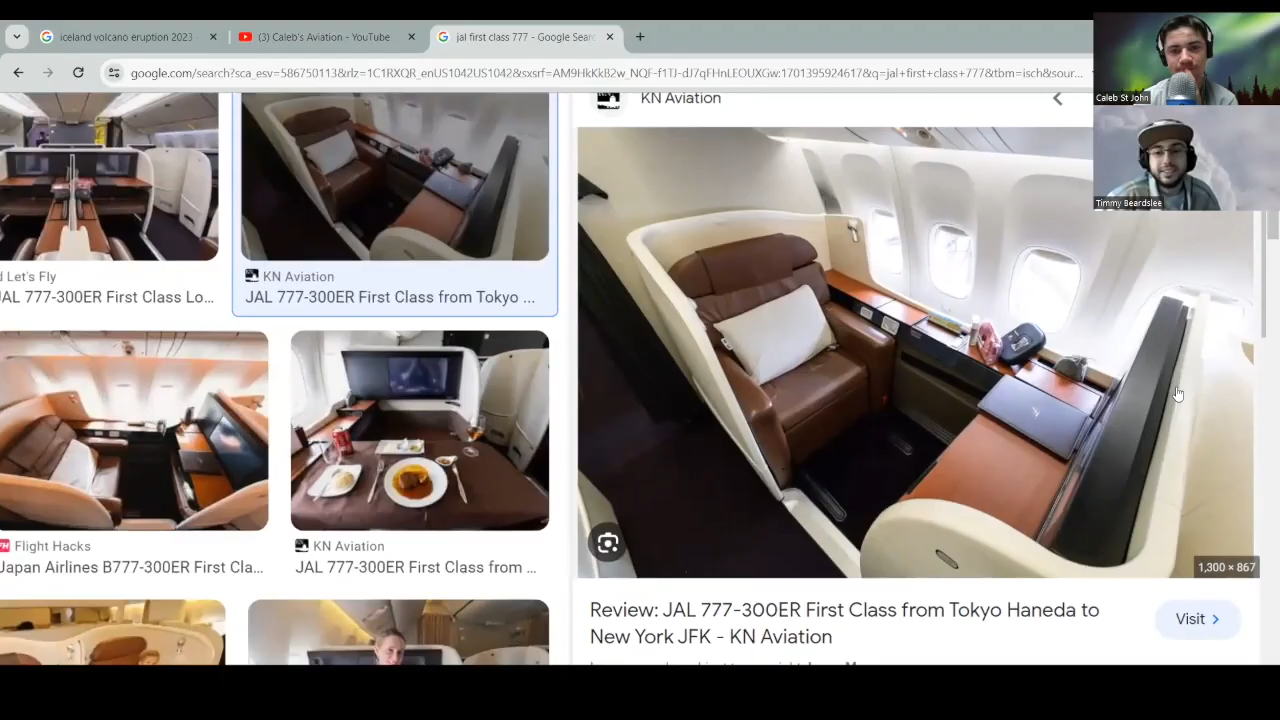 iceland volcano eruption 2023
(3) Caleb's Aviation - YouTube
jal first class 777 - Google Sear
google.com/search?sca_esv=586750113&rlz=1C1RXQR_enUS1042US1042&sxsrf=AM9HkKkB2w_NQF-f1TJ-dJ7qFHnLEOUXGw:1701395924617&q=jal+first+class+777&tbm=isch&sour...
Caleb St John
Timmy Beardslee
KN Aviation
d Let's Fly
JAL 777-300ER First Class Lo...
KN Aviation
JAL 777-300ER First Class from Tokyo ...
Flight Hacks
Japan Airlines B777-300ER First Cla...
KN Aviation
JAL 777-300ER First Class from ...
1,300 × 867
Review: JAL 777-300ER First Class from Tokyo Haneda to
New York JFK - KN Aviation
Visit